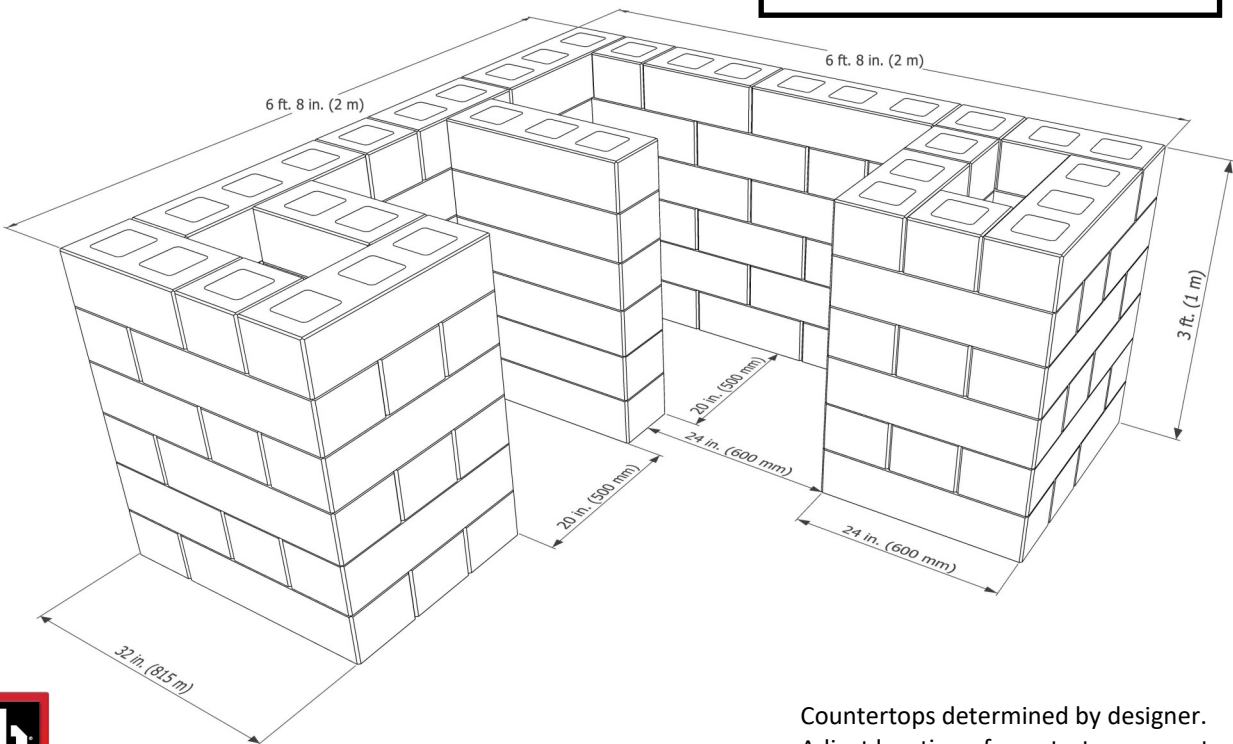 6 ft. 8 in. (2 m)
6 ft. 8 in. (2 m)
3 ft. (1 m)
20 in. (500 mm)
24 in. (600 mm)
20 in. (500 mm)
24 in. (600 mm)
32 in. (815 m)
Countertops determined by designer.